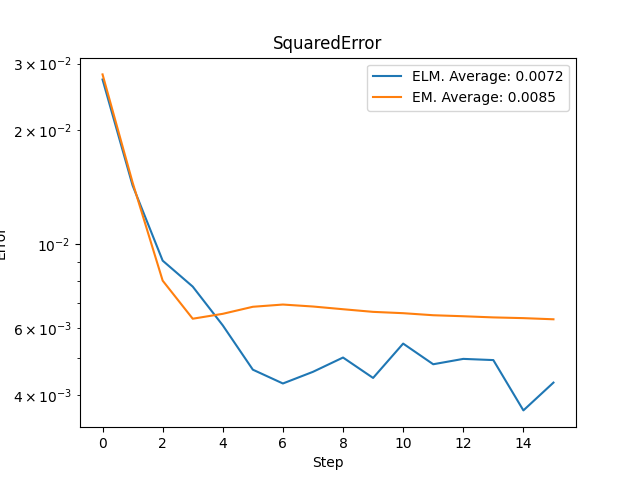 SquaredError
3 × 10⁻²
2 × 10⁻²
10⁻²
6 × 10⁻³
4 × 10⁻³
Error
ELM. Average: 0.0072
EM. Average: 0.0085
0 2 4 6 8 10 12 14
Step